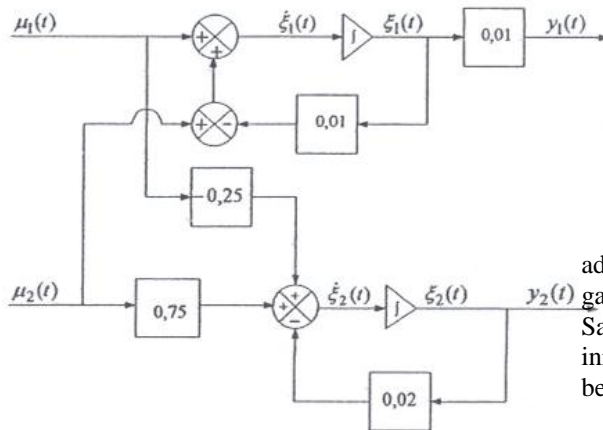 μ₁(t)
ξ̇₁(t)
ξ₁(t)
0,01
y₁(t)
+
+
+
−
0,01
−0,25
ad
μ₂(t)
0,75
+
+
−
ξ̇₂(t)
ξ₂(t)
y₂(t)
ga
Sa
in
be
0,02
∫
∫